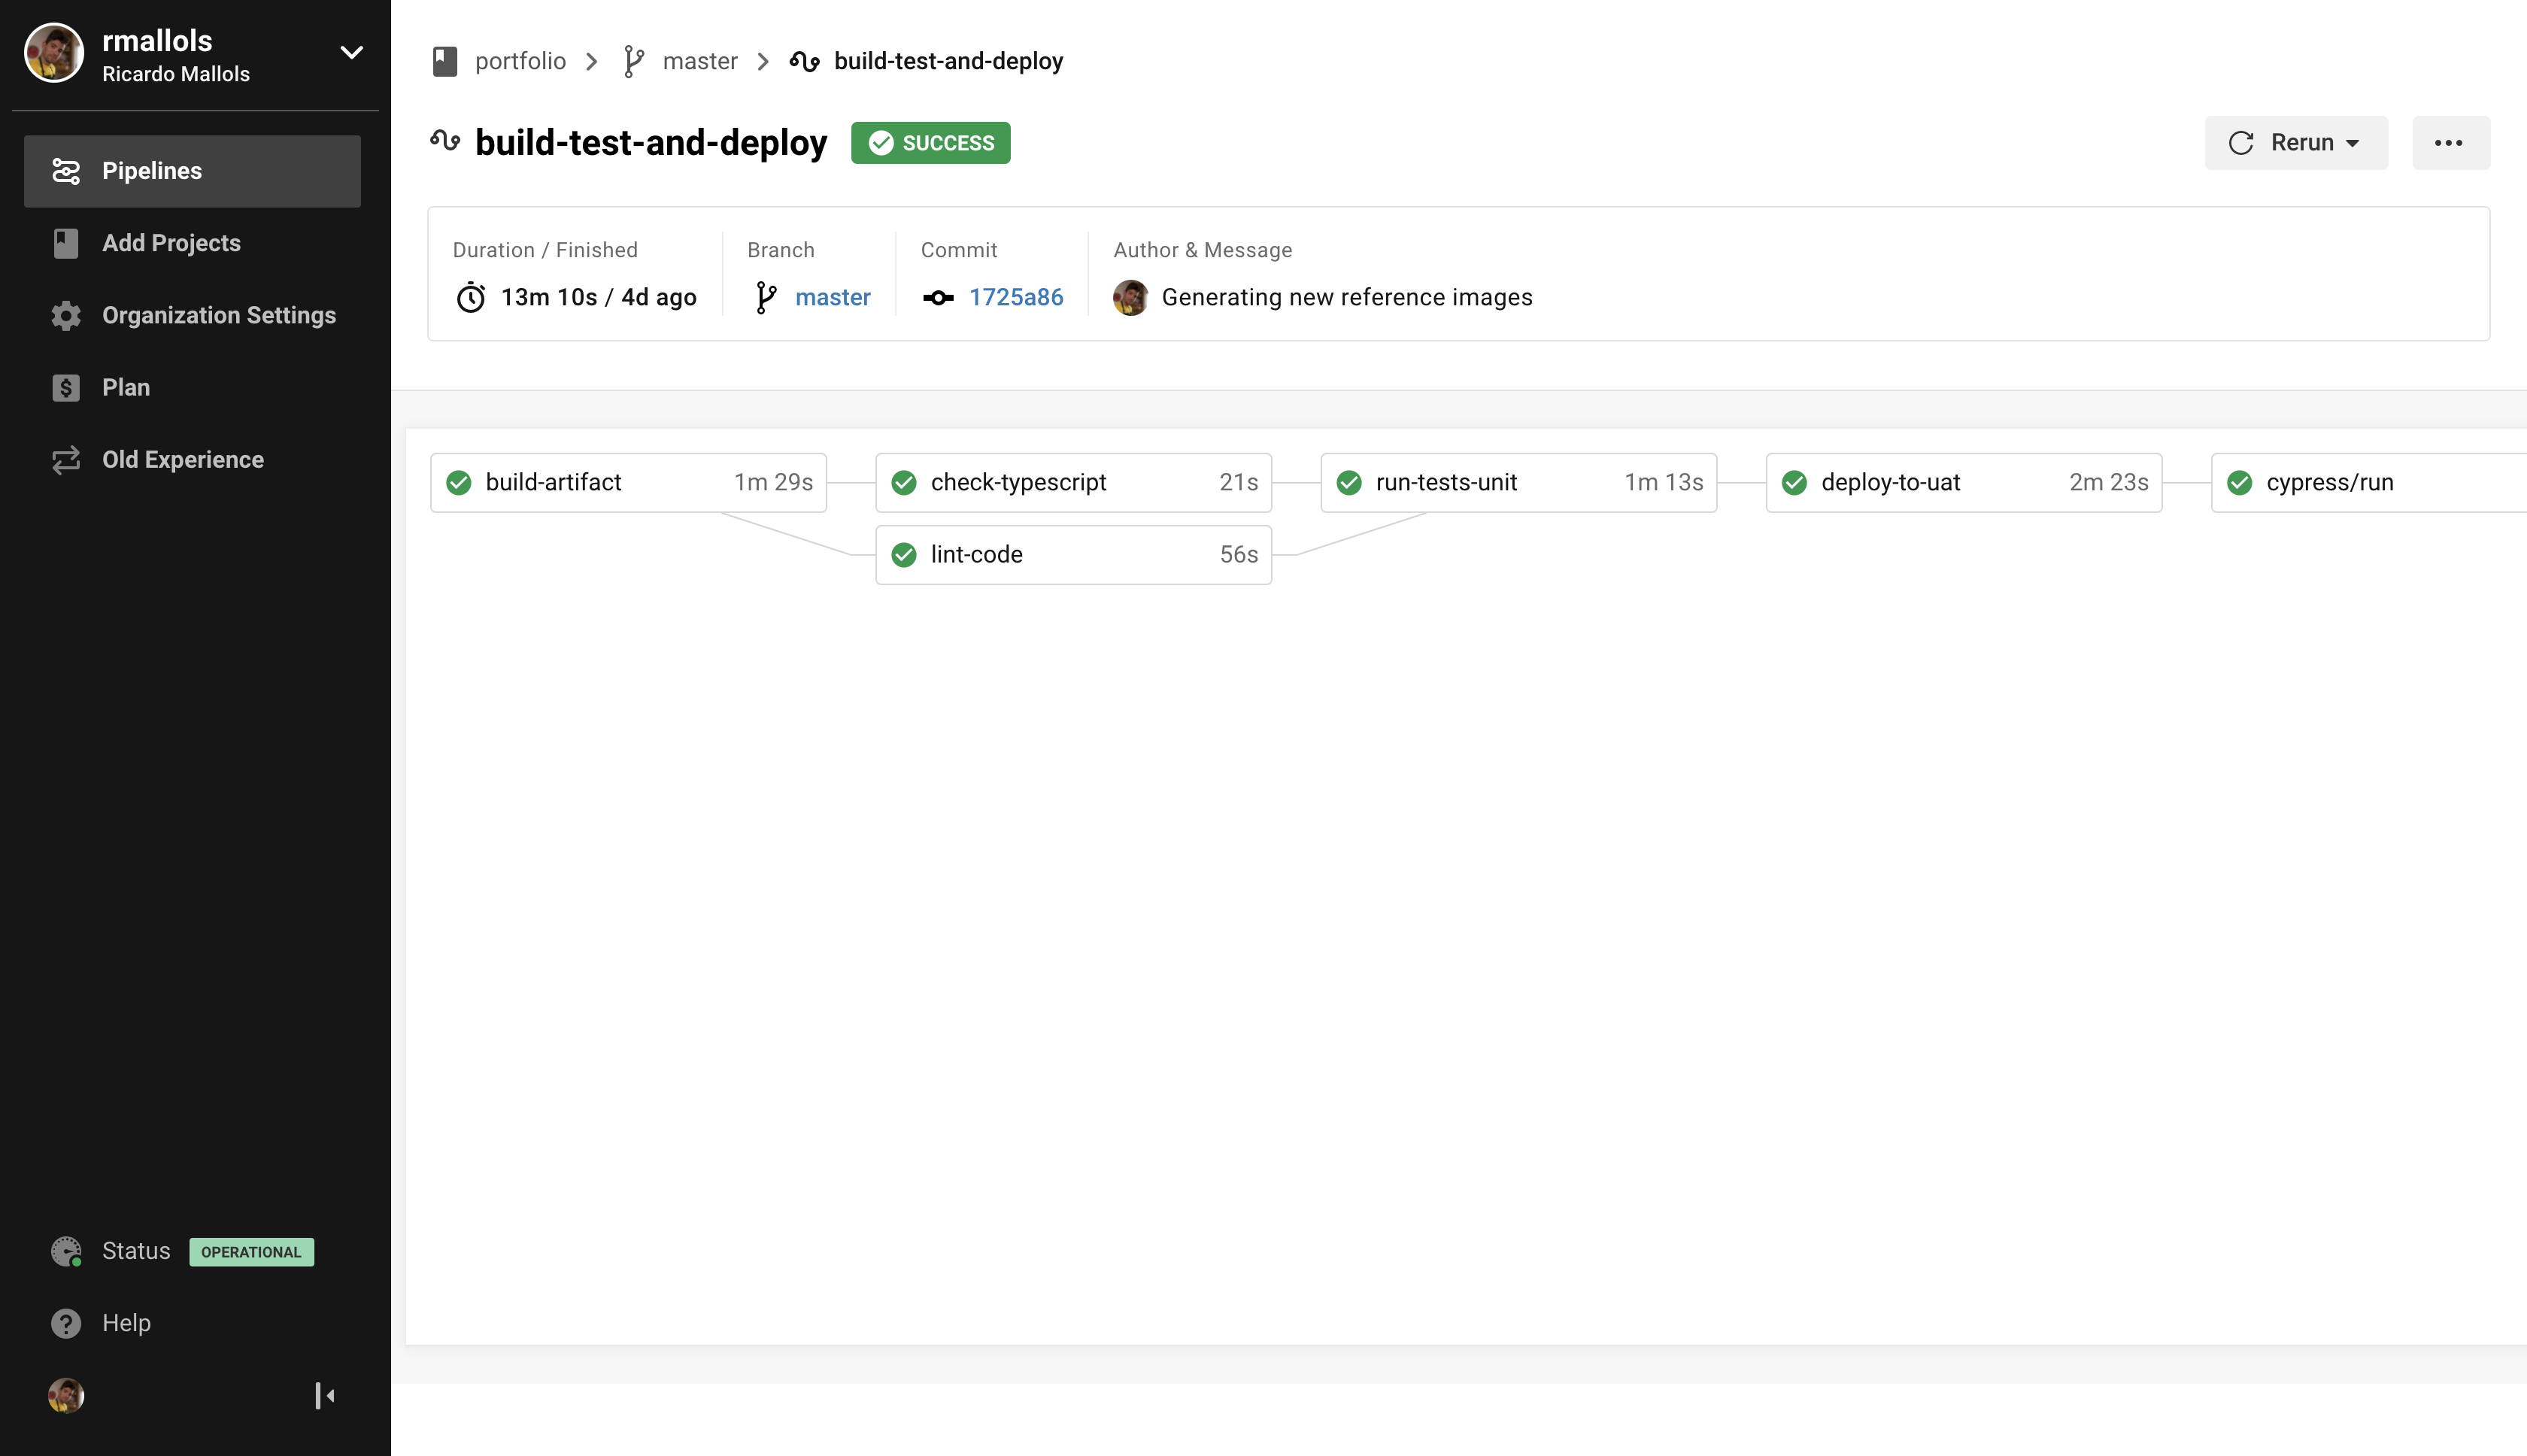 rmallols
Ricardo Mallols
Pipelines
Add Projects
Organization Settings
Plan
Old Experience
Status OPERATIONAL
Help
portfolio master build-test-and-deploy
build-test-and-deploy SUCCESS
Rerun
Duration / Finished
13m 10s / 4d ago
Branch
master
Commit
1725a86
Author & Message
Generating new reference images
build-artifact 1m 29s
check-typescript 21s
run-tests-unit 1m 13s
deploy-to-uat 2m 23s
cypress/run
lint-code 56s